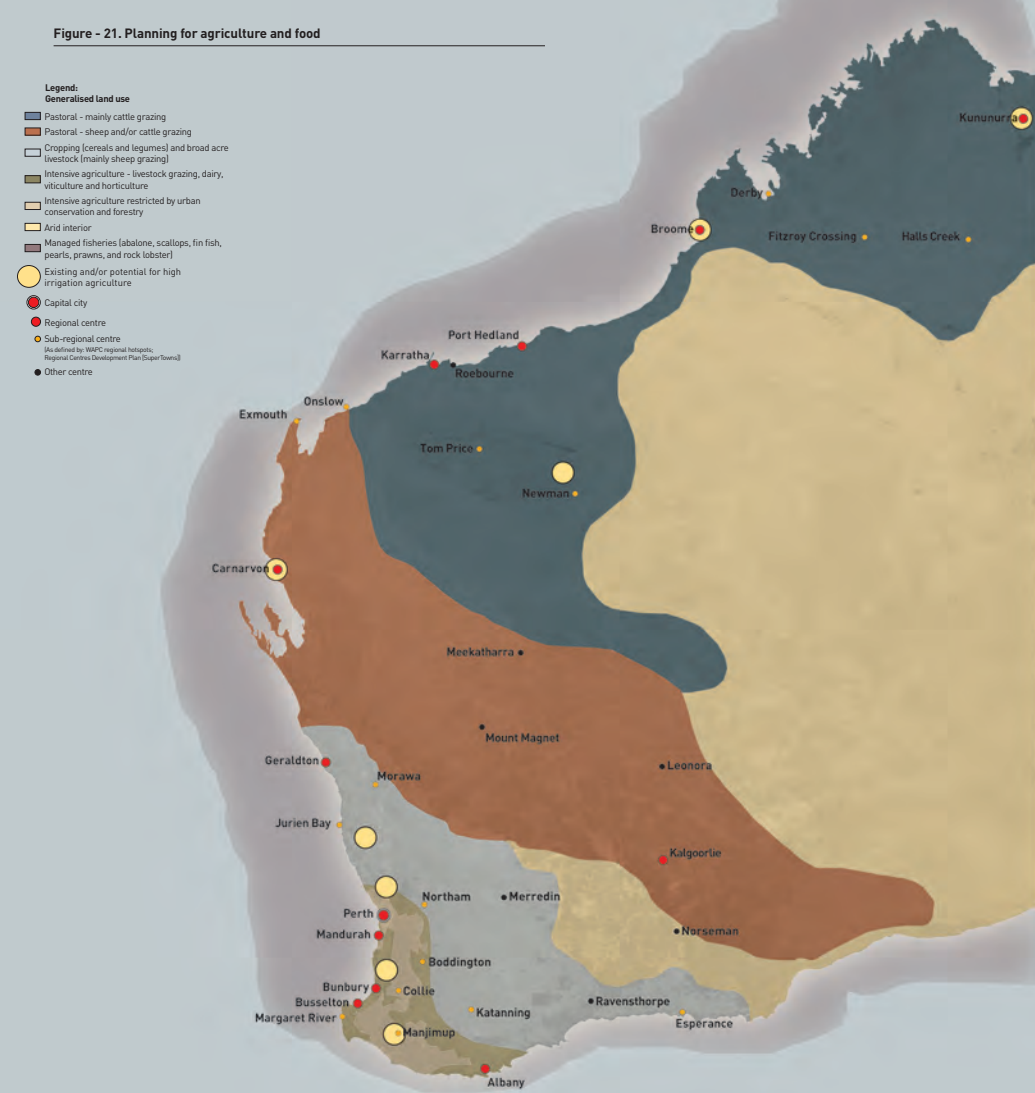 Figure - 21. Planning for agriculture and food
Legend:
Generalised land use
Pastoral - mainly cattle grazing
Pastoral - sheep and/or cattle grazing
Cropping (cereals and legumes) and broad acre
livestock (mainly sheep grazing)
Intensive agriculture - livestock grazing, dairy,
viticulture and horticulture
Intensive agriculture restricted by urban
conservation and forestry
Arid interior
Managed fisheries (abalone, scallops, fin fish,
pearls, prawns, and rock lobster)
Existing and/or potential for high
irrigation agriculture
Capital city
Regional centre
Sub-regional centre
(As defined by: WAPC regional hotspots;
Regional Centres Development Plan (SuperTowns))
Other centre
Kununurra
Derby
Broome
Fitzroy Crossing
Halls Creek
Port Hedland
Karratha
Roebourne
Onslow
Exmouth
Tom Price
Newman
Carnarvon
Meekatharra
Mount Magnet
Geraldton
Leonora
Morawa
Jurien Bay
Kalgoorlie
Northam
Merredin
Perth
Mandurah
Norseman
Boddington
Bunbury
Collie
Busselton
Ravensthorpe
Margaret River
Katanning
Esperance
Manjimup
Albany